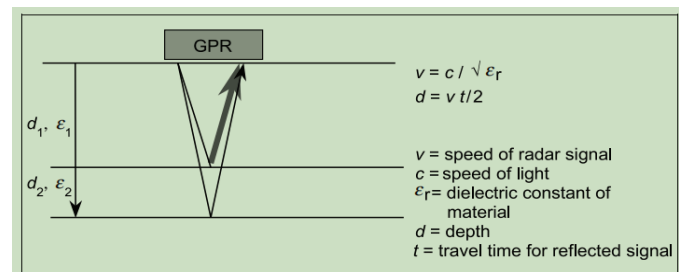 GPR
v = c / √ εr
d = v t/2
d1, ε1
v = speed of radar signal
c = speed of light
εr = dielectric constant of
material
d2, ε2
d = depth
t = travel time for reflected signal